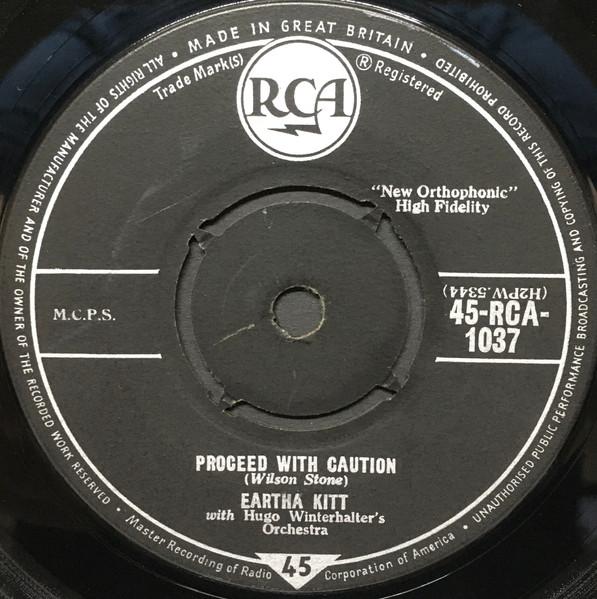 ALL RIGHTS OF THE MANUFACTURER AND OF THE OWNER OF THE RECORDED WORK RESERVED • MADE IN GREAT BRITAIN • UNAUTHORISED PUBLIC PERFORMANCE BROADCASTING AND COPYING OF THIS RECORD PROHIBITED
Trade Mark(s) ® Registered
RCA
"New Orthophonic"
High Fidelity
M.C.P.S.
(H2PW.5344)
45-RCA-
1037
PROCEED WITH CAUTION
(Wilson Stone)
EARTHA KITT
with Hugo Winterhalter's
Orchestra
• Master Recording of Radio Corporation of America •
45